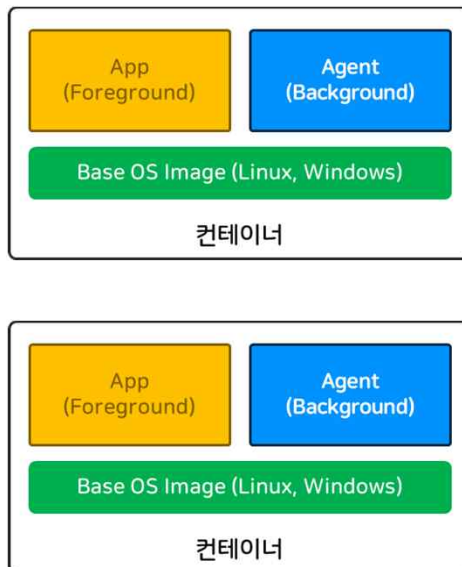 App
(Foreground)
Agent
(Background)
Base OS Image (Linux, Windows)
컨테이너
App
(Foreground)
Agent
(Background)
Base OS Image (Linux, Windows)
컨테이너